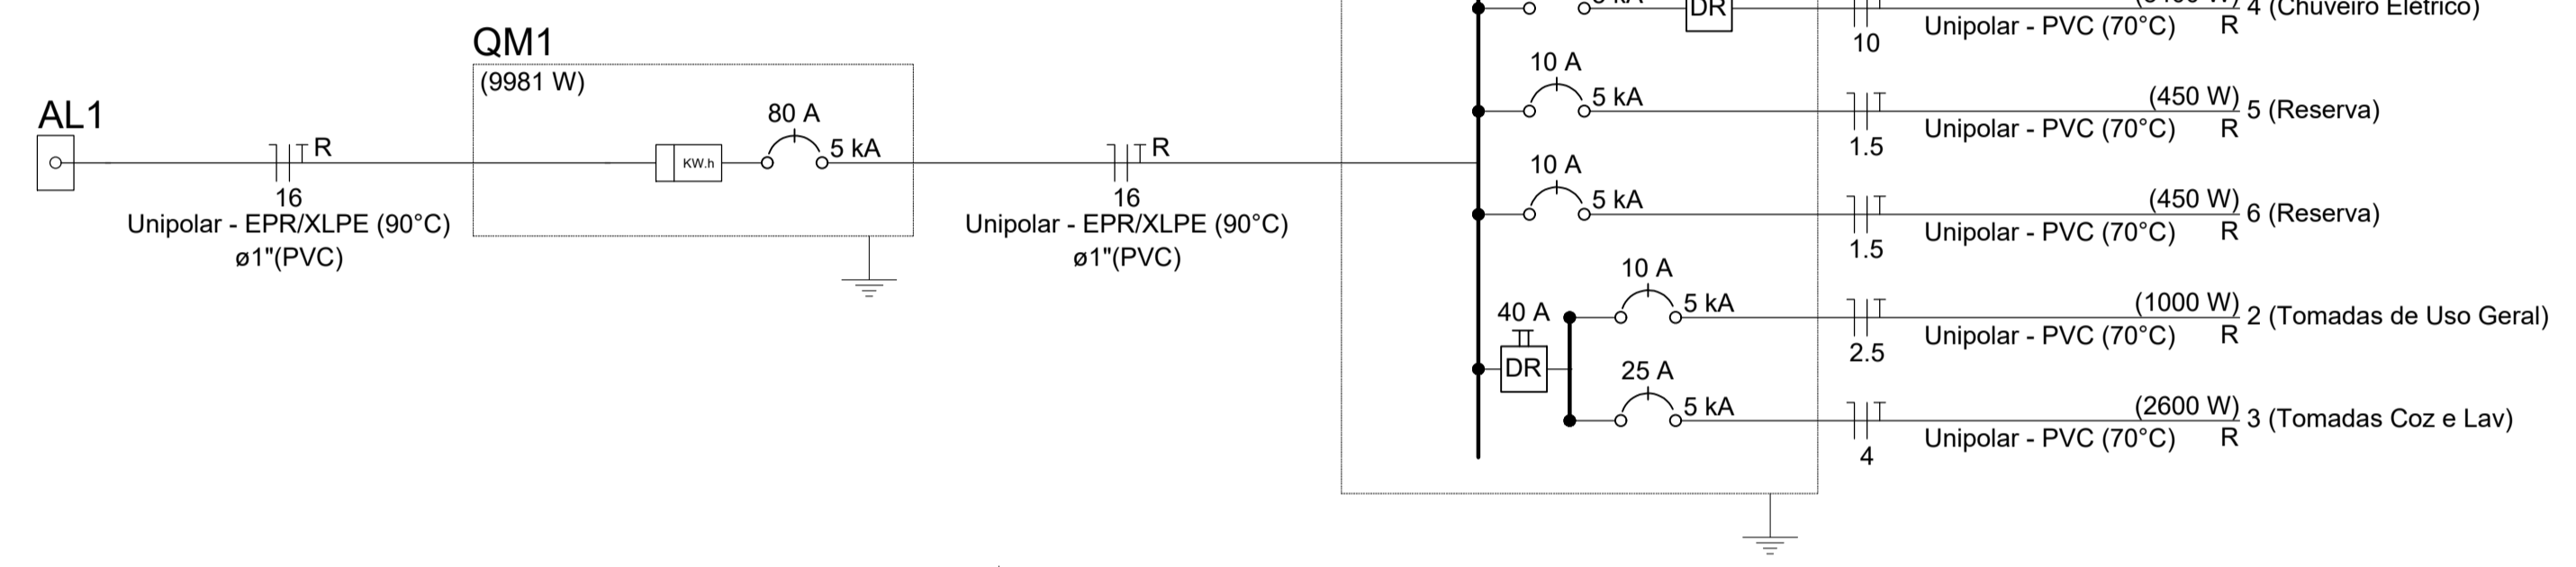 AL1
R
16
Unipolar - EPR/XLPE (90°C)
ø1"(PVC)
QM1
(9981 W)
KW.h
80 A
5 kA
R
16
Unipolar - EPR/XLPE (90°C)
ø1"(PVC)
DR
10
Unipolar - PVC (70°C)
R
4 (Chuveiro Elétrico)
10 A
5 kA
1.5
(450 W)
Unipolar - PVC (70°C)
R
5 (Reserva)
10 A
5 kA
1.5
(450 W)
Unipolar - PVC (70°C)
R
6 (Reserva)
40 A
DR
10 A
5 kA
2.5
(1000 W)
Unipolar - PVC (70°C)
R
2 (Tomadas de Uso Geral)
25 A
5 kA
4
(2600 W)
Unipolar - PVC (70°C)
R
3 (Tomadas Coz e Lav)